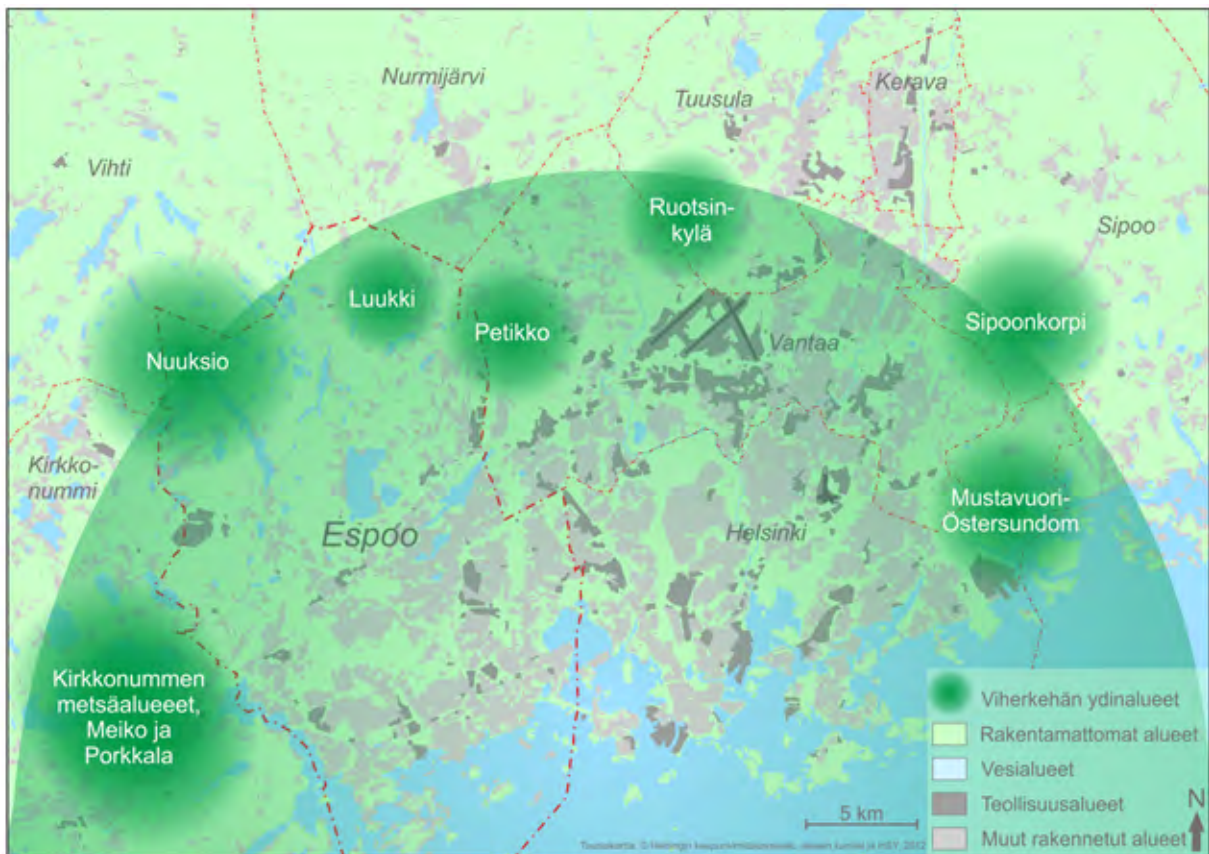 Nurmijärvi
Tuusula
Kerava
Vihti
Ruotsin-
kylä
Sipoo
Luukki
Petikko
Sipoonkorpi
Nuuksio
Vantaa
Kirkko-
nummi
Espoo
Helsinki
Mustavuori-
Östersundom
Kirkkonummen
metsäalueeet,
Meiko ja
Porkkala
Viherkehän ydinalueet
Rakentamattomat alueet
Vesialueet
Teollisuusalueet
Muut rakennetut alueet
N
5 km